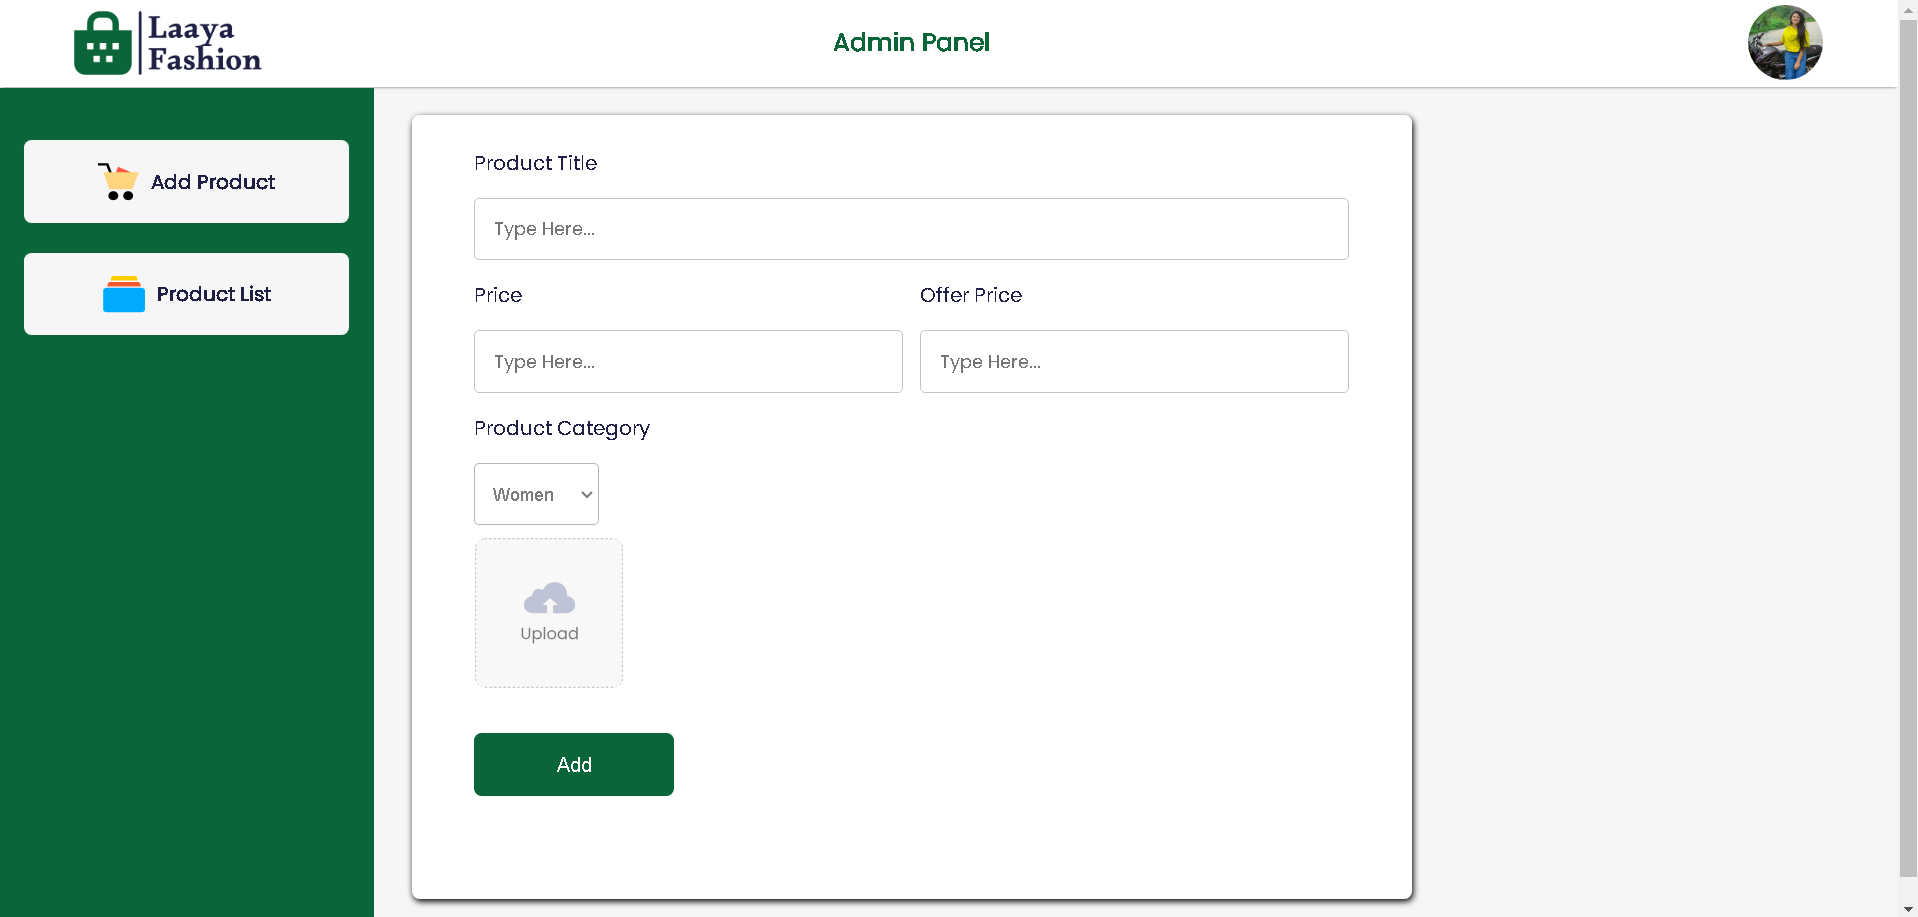 Laaya
Fashion
Admin Panel
Add Product
Product List
Product Title
Type Here...
Price
Offer Price
Type Here...
Type Here...
Product Category
Women
Upload
Add